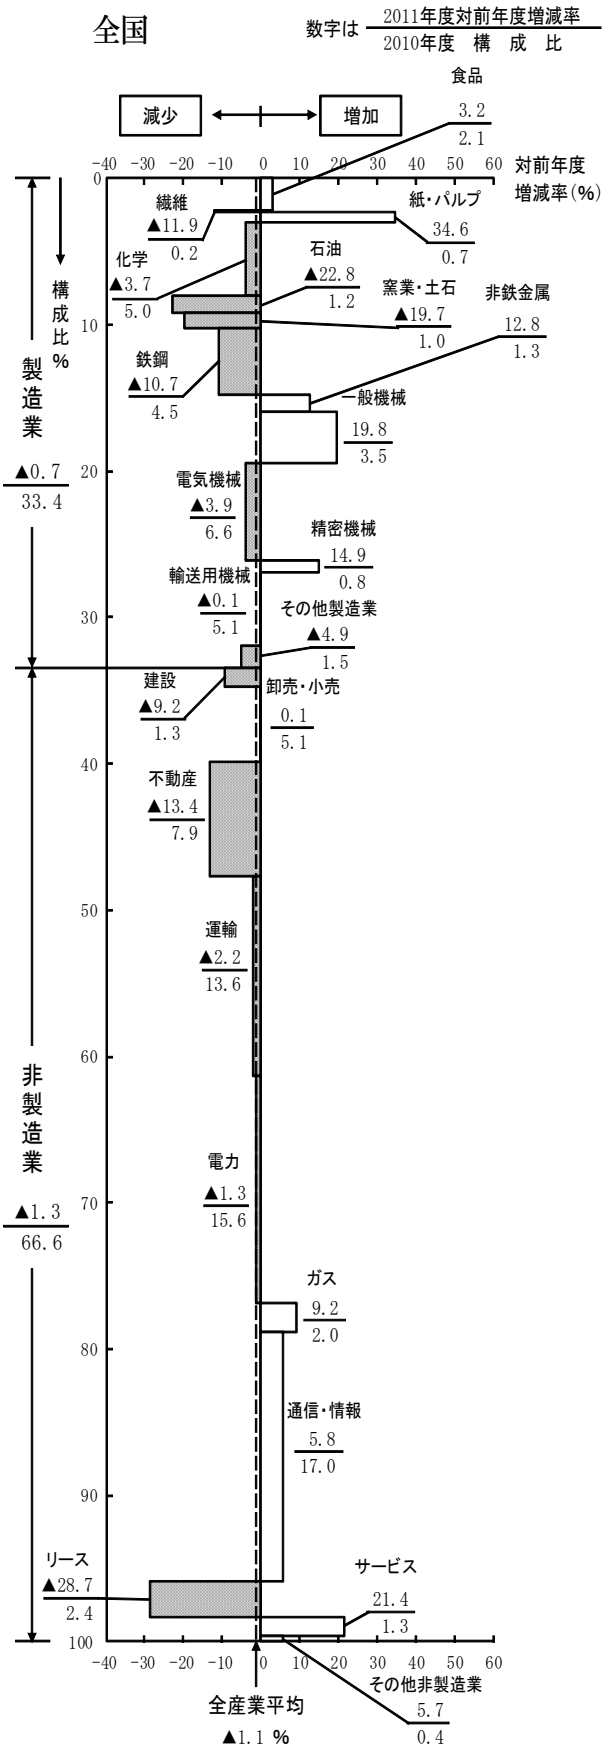 全国
数字は 2011年度対前年度増減率
2010年度 構成比
減少
増加
食品
3.2
2.1
-40 -30 -20 -10 0 10 20 30 40 50 60
対前年度
増減率(%)
0
10
20
30
40
50
60
70
80
90
100
構成比%
製造業
▲0.7
33.4
非製造業
▲1.3
66.6
繊維
▲11.9
0.2
紙・パルプ
34.6
0.7
化学
▲3.7
5.0
石油
▲22.8
1.2
窯業・土石
▲19.7
1.0
非鉄金属
12.8
1.3
鉄鋼
▲10.7
4.5
一般機械
19.8
3.5
電気機械
▲3.9
6.6
精密機械
14.9
0.8
輸送用機械
▲0.1
5.1
その他製造業
▲4.9
1.5
建設
▲9.2
1.3
卸売・小売
0.1
5.1
不動産
▲13.4
7.9
運輸
▲2.2
13.6
電力
▲1.3
15.6
ガス
9.2
2.0
通信・情報
5.8
17.0
リース
▲28.7
2.4
サービス
21.4
1.3
-40 -30 -20 -10 0 10 20 30 40 50 60
その他非製造業
5.7
0.4
全産業平均
▲1.1 %